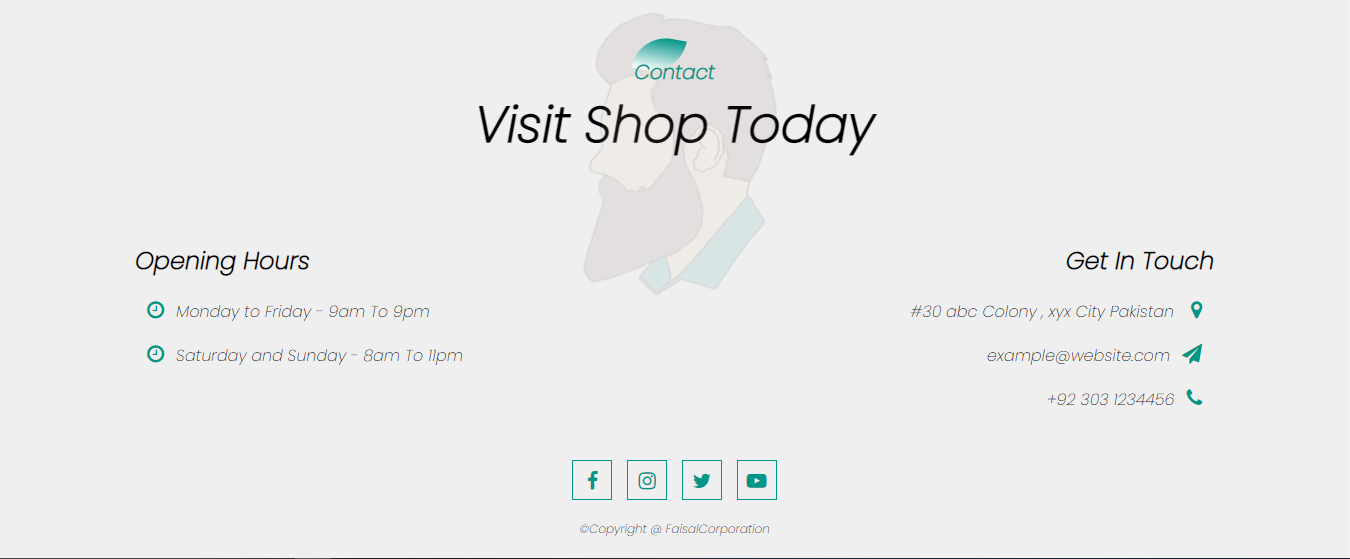 Contact
Visit Shop Today
Opening Hours
Monday to Friday - 9am To 9pm
Saturday and Sunday - 8am To 11pm
Get In Touch
#30 abc Colony , xyx City Pakistan
example@website.com
+92 303 1234456
©Copyright @ FaisalCorporation